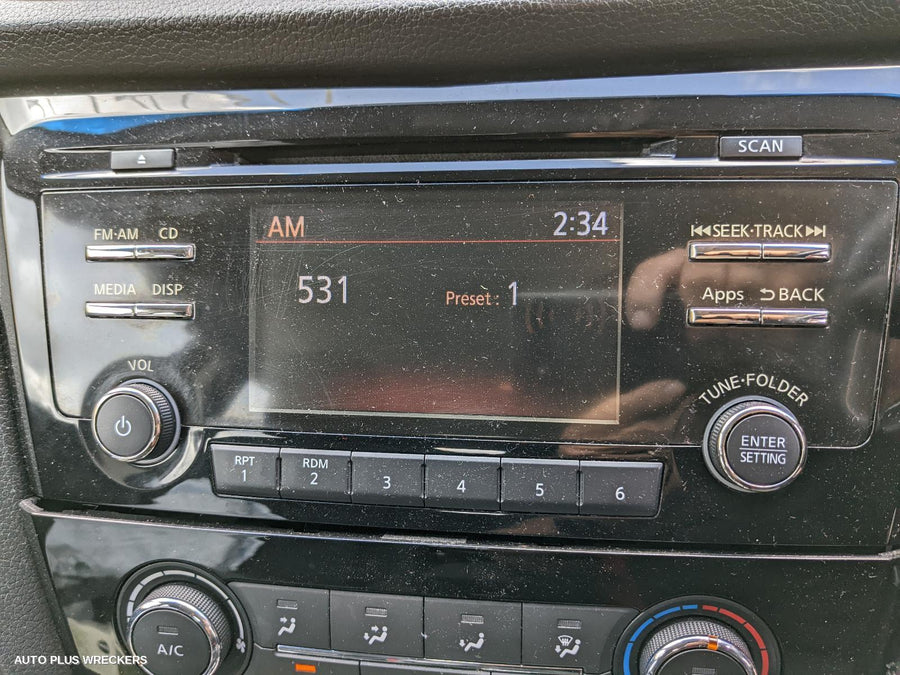 SCAN
FM·AM CD
AM 2:34
⏮SEEK·TRACK⏭
MEDIA DISP
531
Preset : 1
Apps ⮌BACK
VOL
TUNE·FOLDER
ENTER
SETTING
RPT
1
RDM
2
3
4
5
6
A/C
AUTO PLUS WRECKERS